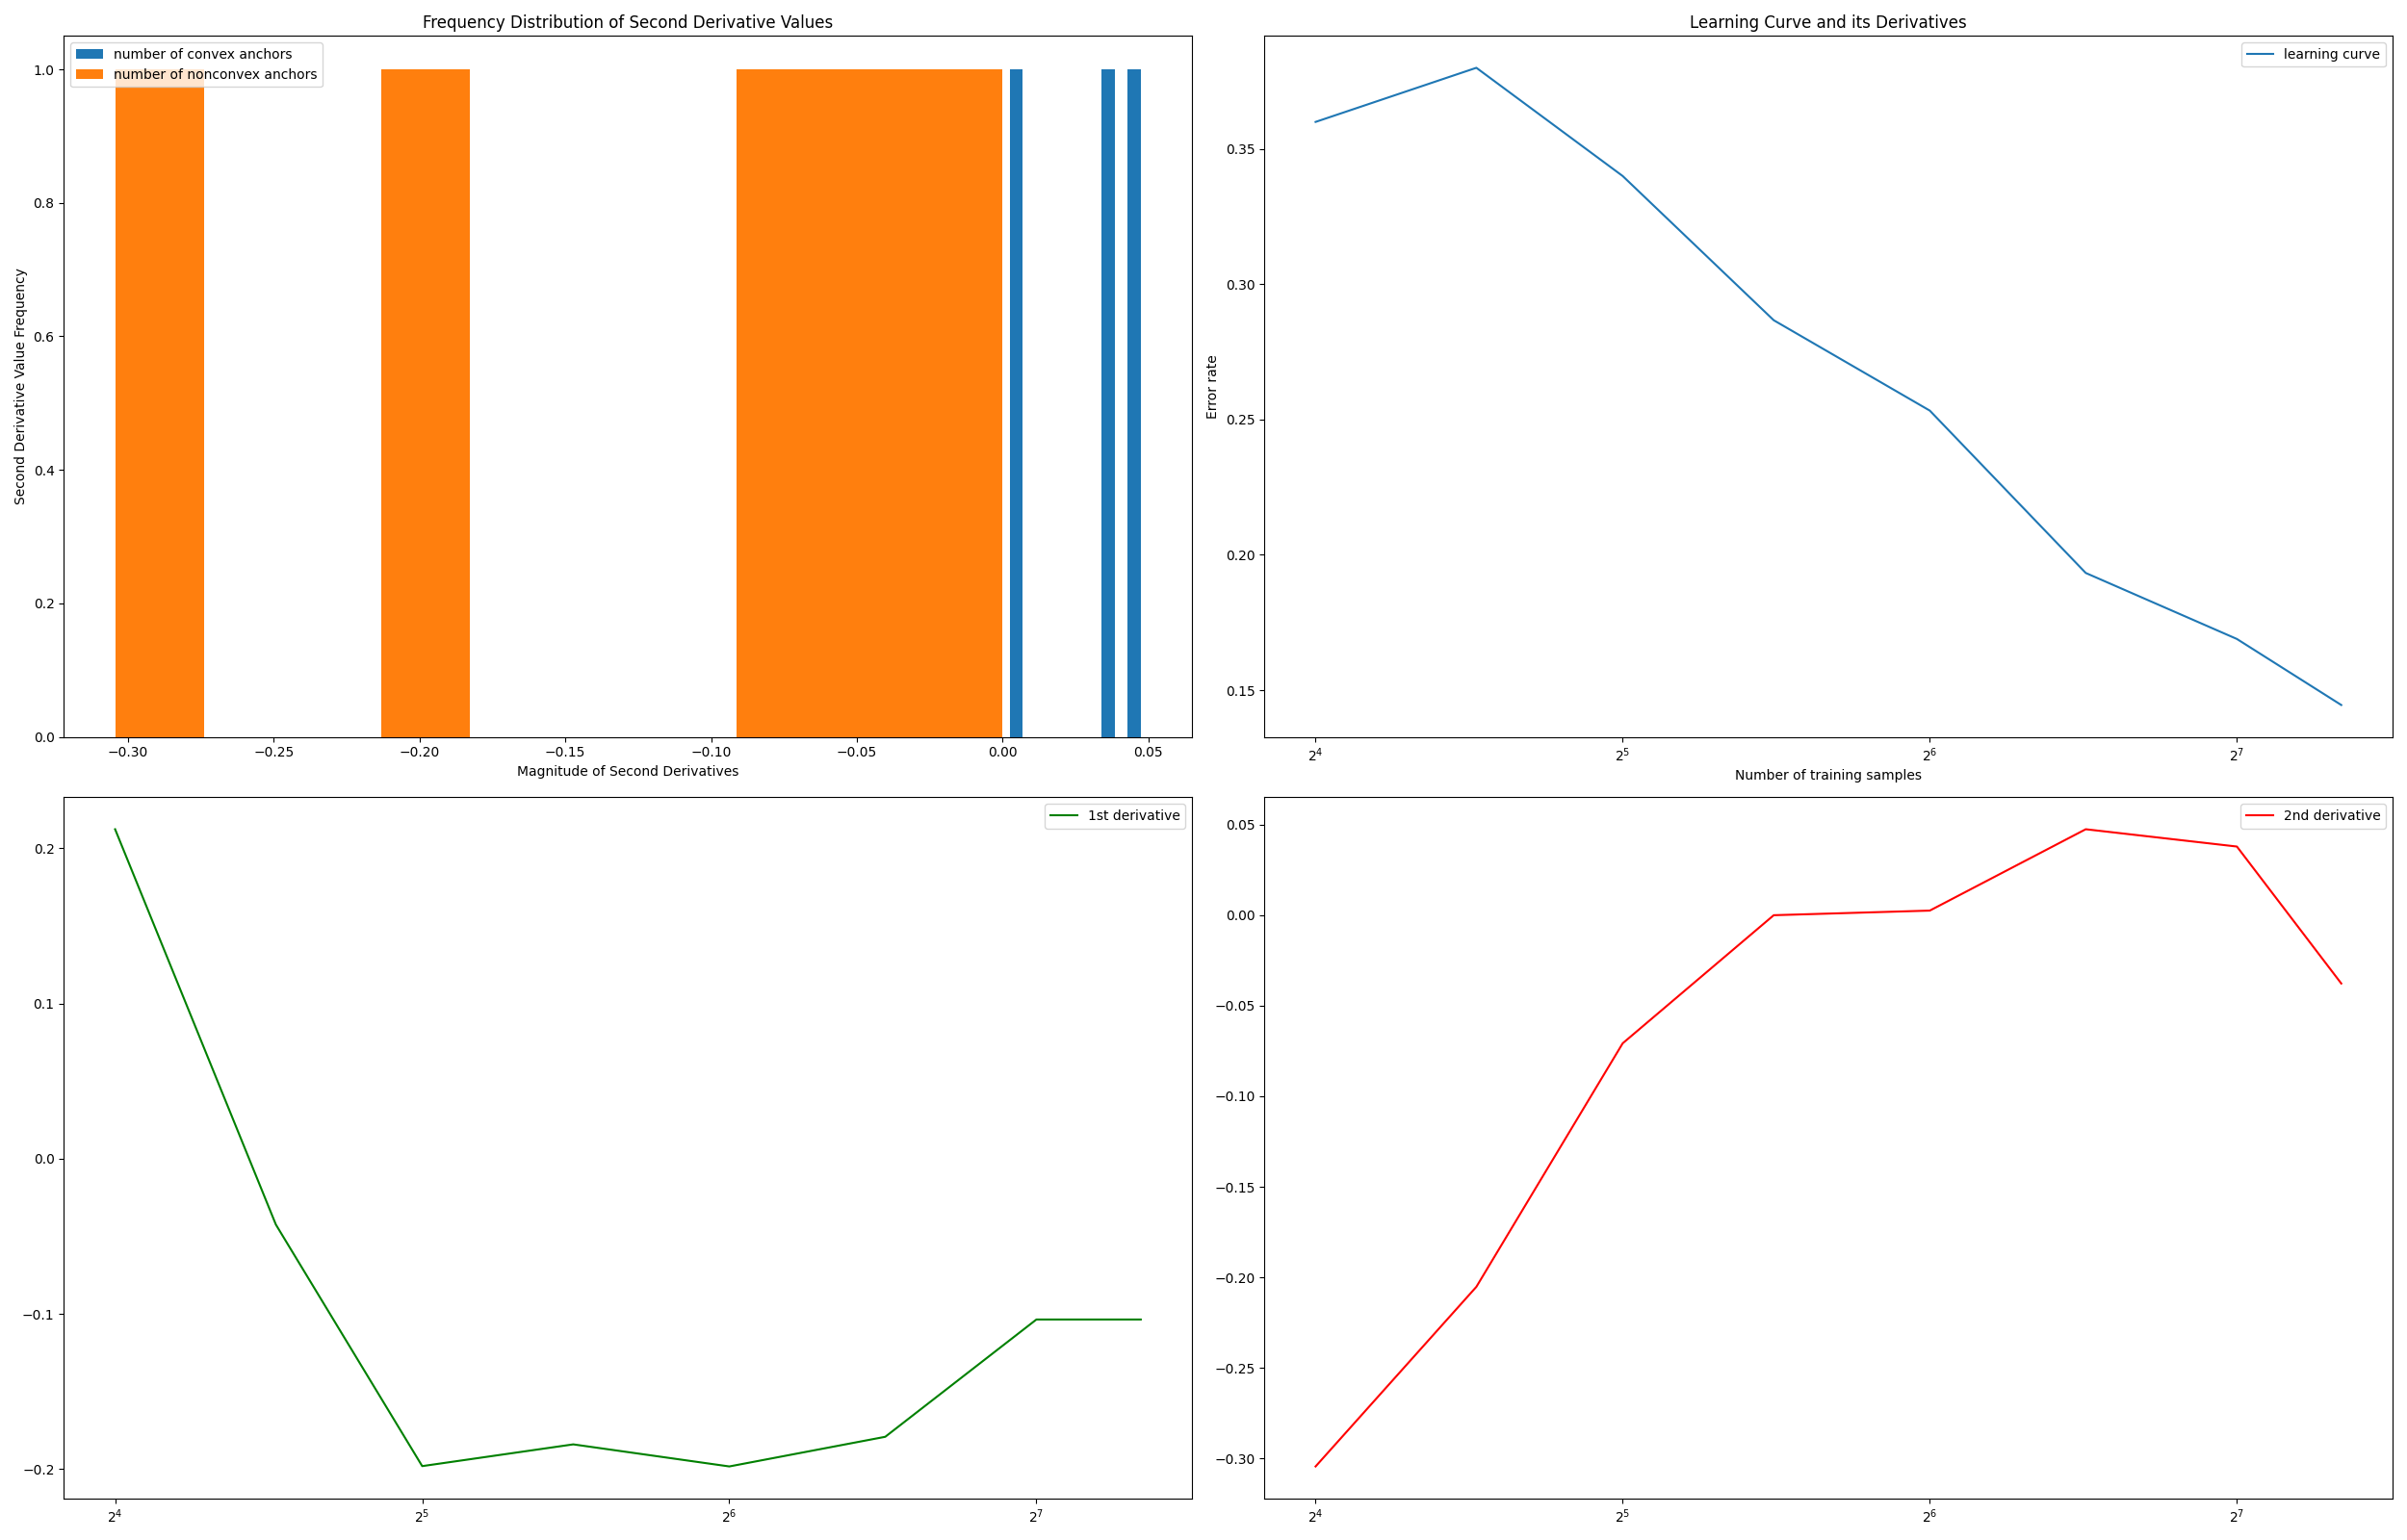 Frequency Distribution of Second Derivative Values
number of convex anchors
number of nonconvex anchors
Second Derivative Value Frequency
1.0
0.8
0.6
0.4
0.2
0.0
−0.30 −0.25 −0.20 −0.15 −0.10 −0.05 0.00 0.05
Magnitude of Second Derivatives
Learning Curve and its Derivatives
learning curve
Error rate
0.35
0.30
0.25
0.20
0.15
2⁴ 2⁵ 2⁶ 2⁷
Number of training samples
1st derivative
0.2
0.1
0.0
−0.1
−0.2
2⁴ 2⁵ 2⁶ 2⁷
2nd derivative
0.05
0.00
−0.05
−0.10
−0.15
−0.20
−0.25
−0.30
2⁴ 2⁵ 2⁶ 2⁷